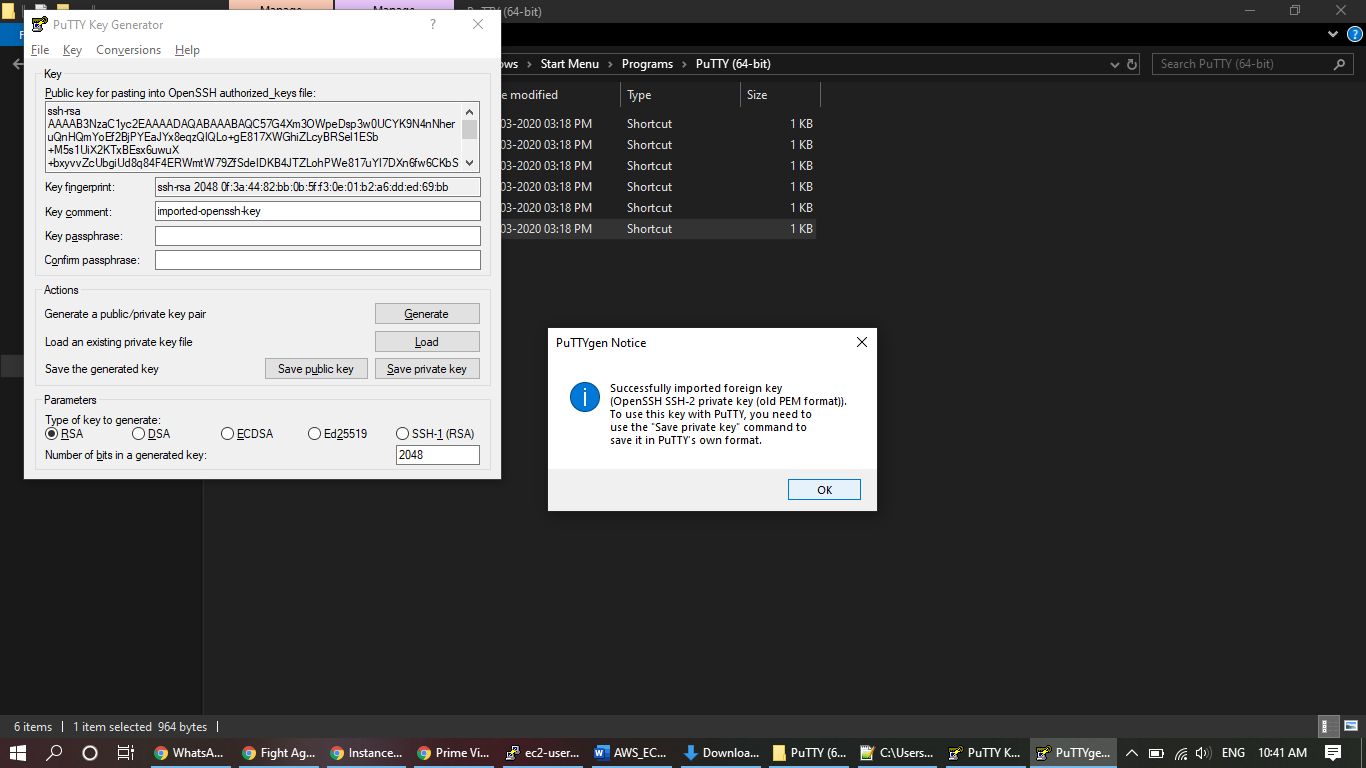 Manage
Manage
PuTTY (64-bit)
PuTTY Key Generator
?
File Key Conversions Help
Key
Public key for pasting into OpenSSH authorized_keys file:
ssh-rsa
AAAAB3NzaC1yc2EAAAADAQABAAABAQC57G4Xm3OWpeDsp3w0UCYK9N4nNher
uQnHQmYoEf2BjPYEaJYx8eqzQIQLo+gE817XWGhiZLcyBRSeI1ESb
+M5s1UiX2KTxBEsx6uwuX
+bxyvvZcUbgiUd8q84F4ERWmtW79ZfSdeIDKB4JTZLohPWe817uYI7DXn6fw6CKbS
Key fingerprint: ssh-rsa 2048 0f:3a:44:82:bb:0b:5f:f3:0e:01:b2:a6:dd:ed:69:bb
Key comment: imported-openssh-key
Key passphrase:
Confirm passphrase:
Actions
Generate a public/private key pair Generate
Load an existing private key file Load
Save the generated key Save public key Save private key
Parameters
Type of key to generate:
RSA DSA ECDSA Ed25519 SSH-1 (RSA)
Number of bits in a generated key: 2048
ows > Start Menu > Programs > PuTTY (64-bit)
Search PuTTY (64-bit)
?
e modified Type Size
03-2020 03:18 PM Shortcut 1 KB
03-2020 03:18 PM Shortcut 1 KB
03-2020 03:18 PM Shortcut 1 KB
03-2020 03:18 PM Shortcut 1 KB
03-2020 03:18 PM Shortcut 1 KB
03-2020 03:18 PM Shortcut 1 KB
PuTTYgen Notice
Successfully imported foreign key
(OpenSSH SSH-2 private key (old PEM format)).
To use this key with PuTTY, you need to
use the "Save private key" command to
save it in PuTTY's own format.
OK
6 items 1 item selected 964 bytes
WhatsA... Fight Ag... Instance... Prime Vi... ec2-user... AWS_EC... Downloa... PuTTY (6... C:\Users... PuTTY K... PuTTYge... ENG 10:41 AM